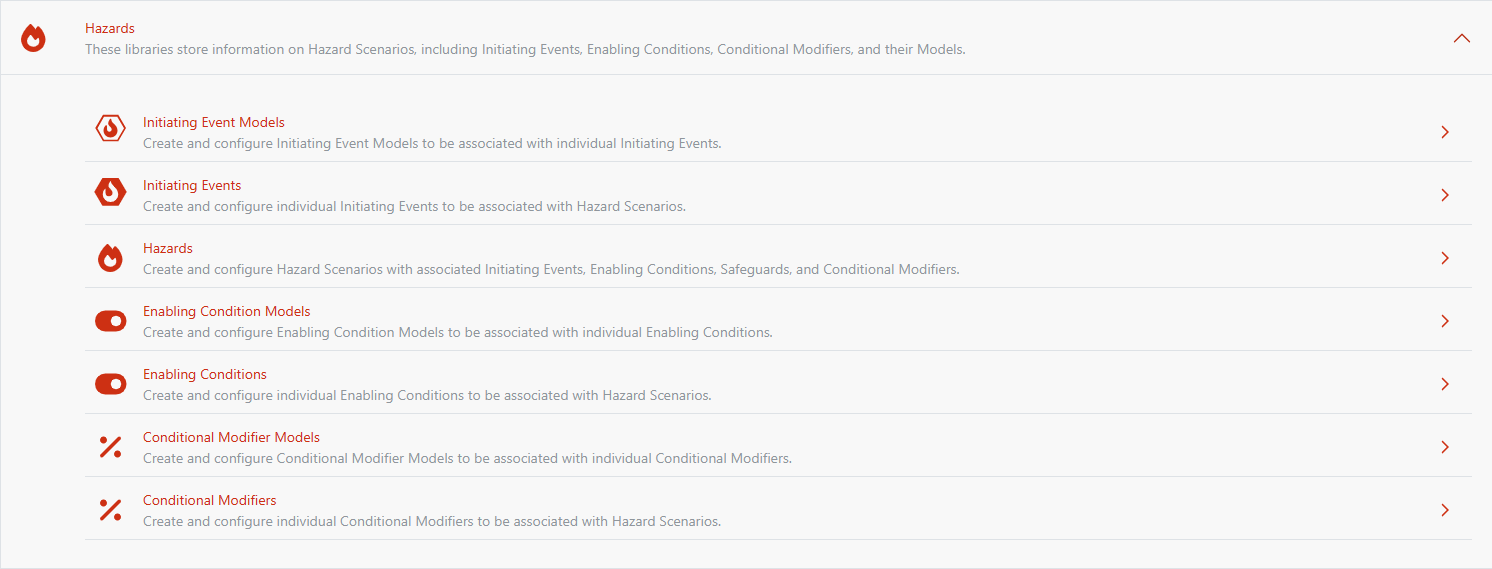 Hazards
These libraries store information on Hazard Scenarios, including Initiating Events, Enabling Conditions, Conditional Modifiers, and their Models.
Initiating Event Models
Create and configure Initiating Event Models to be associated with individual Initiating Events.
Initiating Events
Create and configure individual Initiating Events to be associated with Hazard Scenarios.
Hazards
Create and configure Hazard Scenarios with associated Initiating Events, Enabling Conditions, Safeguards, and Conditional Modifiers.
Enabling Condition Models
Create and configure Enabling Condition Models to be associated with individual Enabling Conditions.
Enabling Conditions
Create and configure individual Enabling Conditions to be associated with Hazard Scenarios.
Conditional Modifier Models
Create and configure Conditional Modifier Models to be associated with individual Conditional Modifiers.
Conditional Modifiers
Create and configure individual Conditional Modifiers to be associated with Hazard Scenarios.